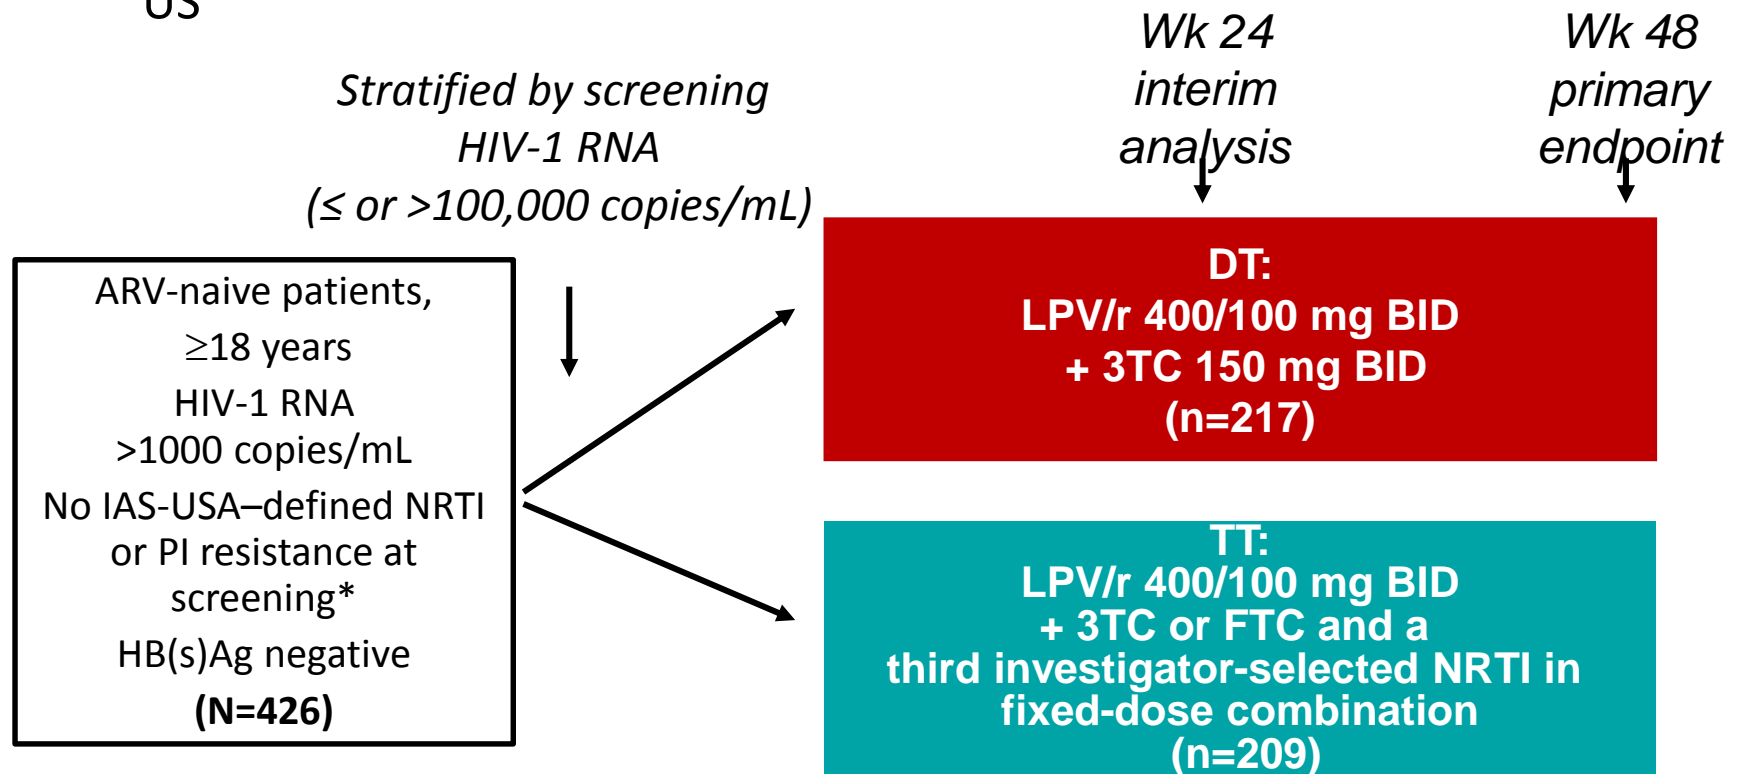 US
Stratified by screening
HIV-1 RNA
(≤ or >100,000 copies/mL)
Wk 24
interim
analysis
Wk 48
primary
endpoint
ARV-naive patients,
≥18 years
HIV-1 RNA
>1000 copies/mL
No IAS-USA–defined NRTI
or PI resistance at
screening*
HB(s)Ag negative
(N=426)
DT:
LPV/r 400/100 mg BID
+ 3TC 150 mg BID
(n=217)
TT:
LPV/r 400/100 mg BID
+ 3TC or FTC and a
third investigator-selected NRTI in
fixed-dose combination
(n=209)